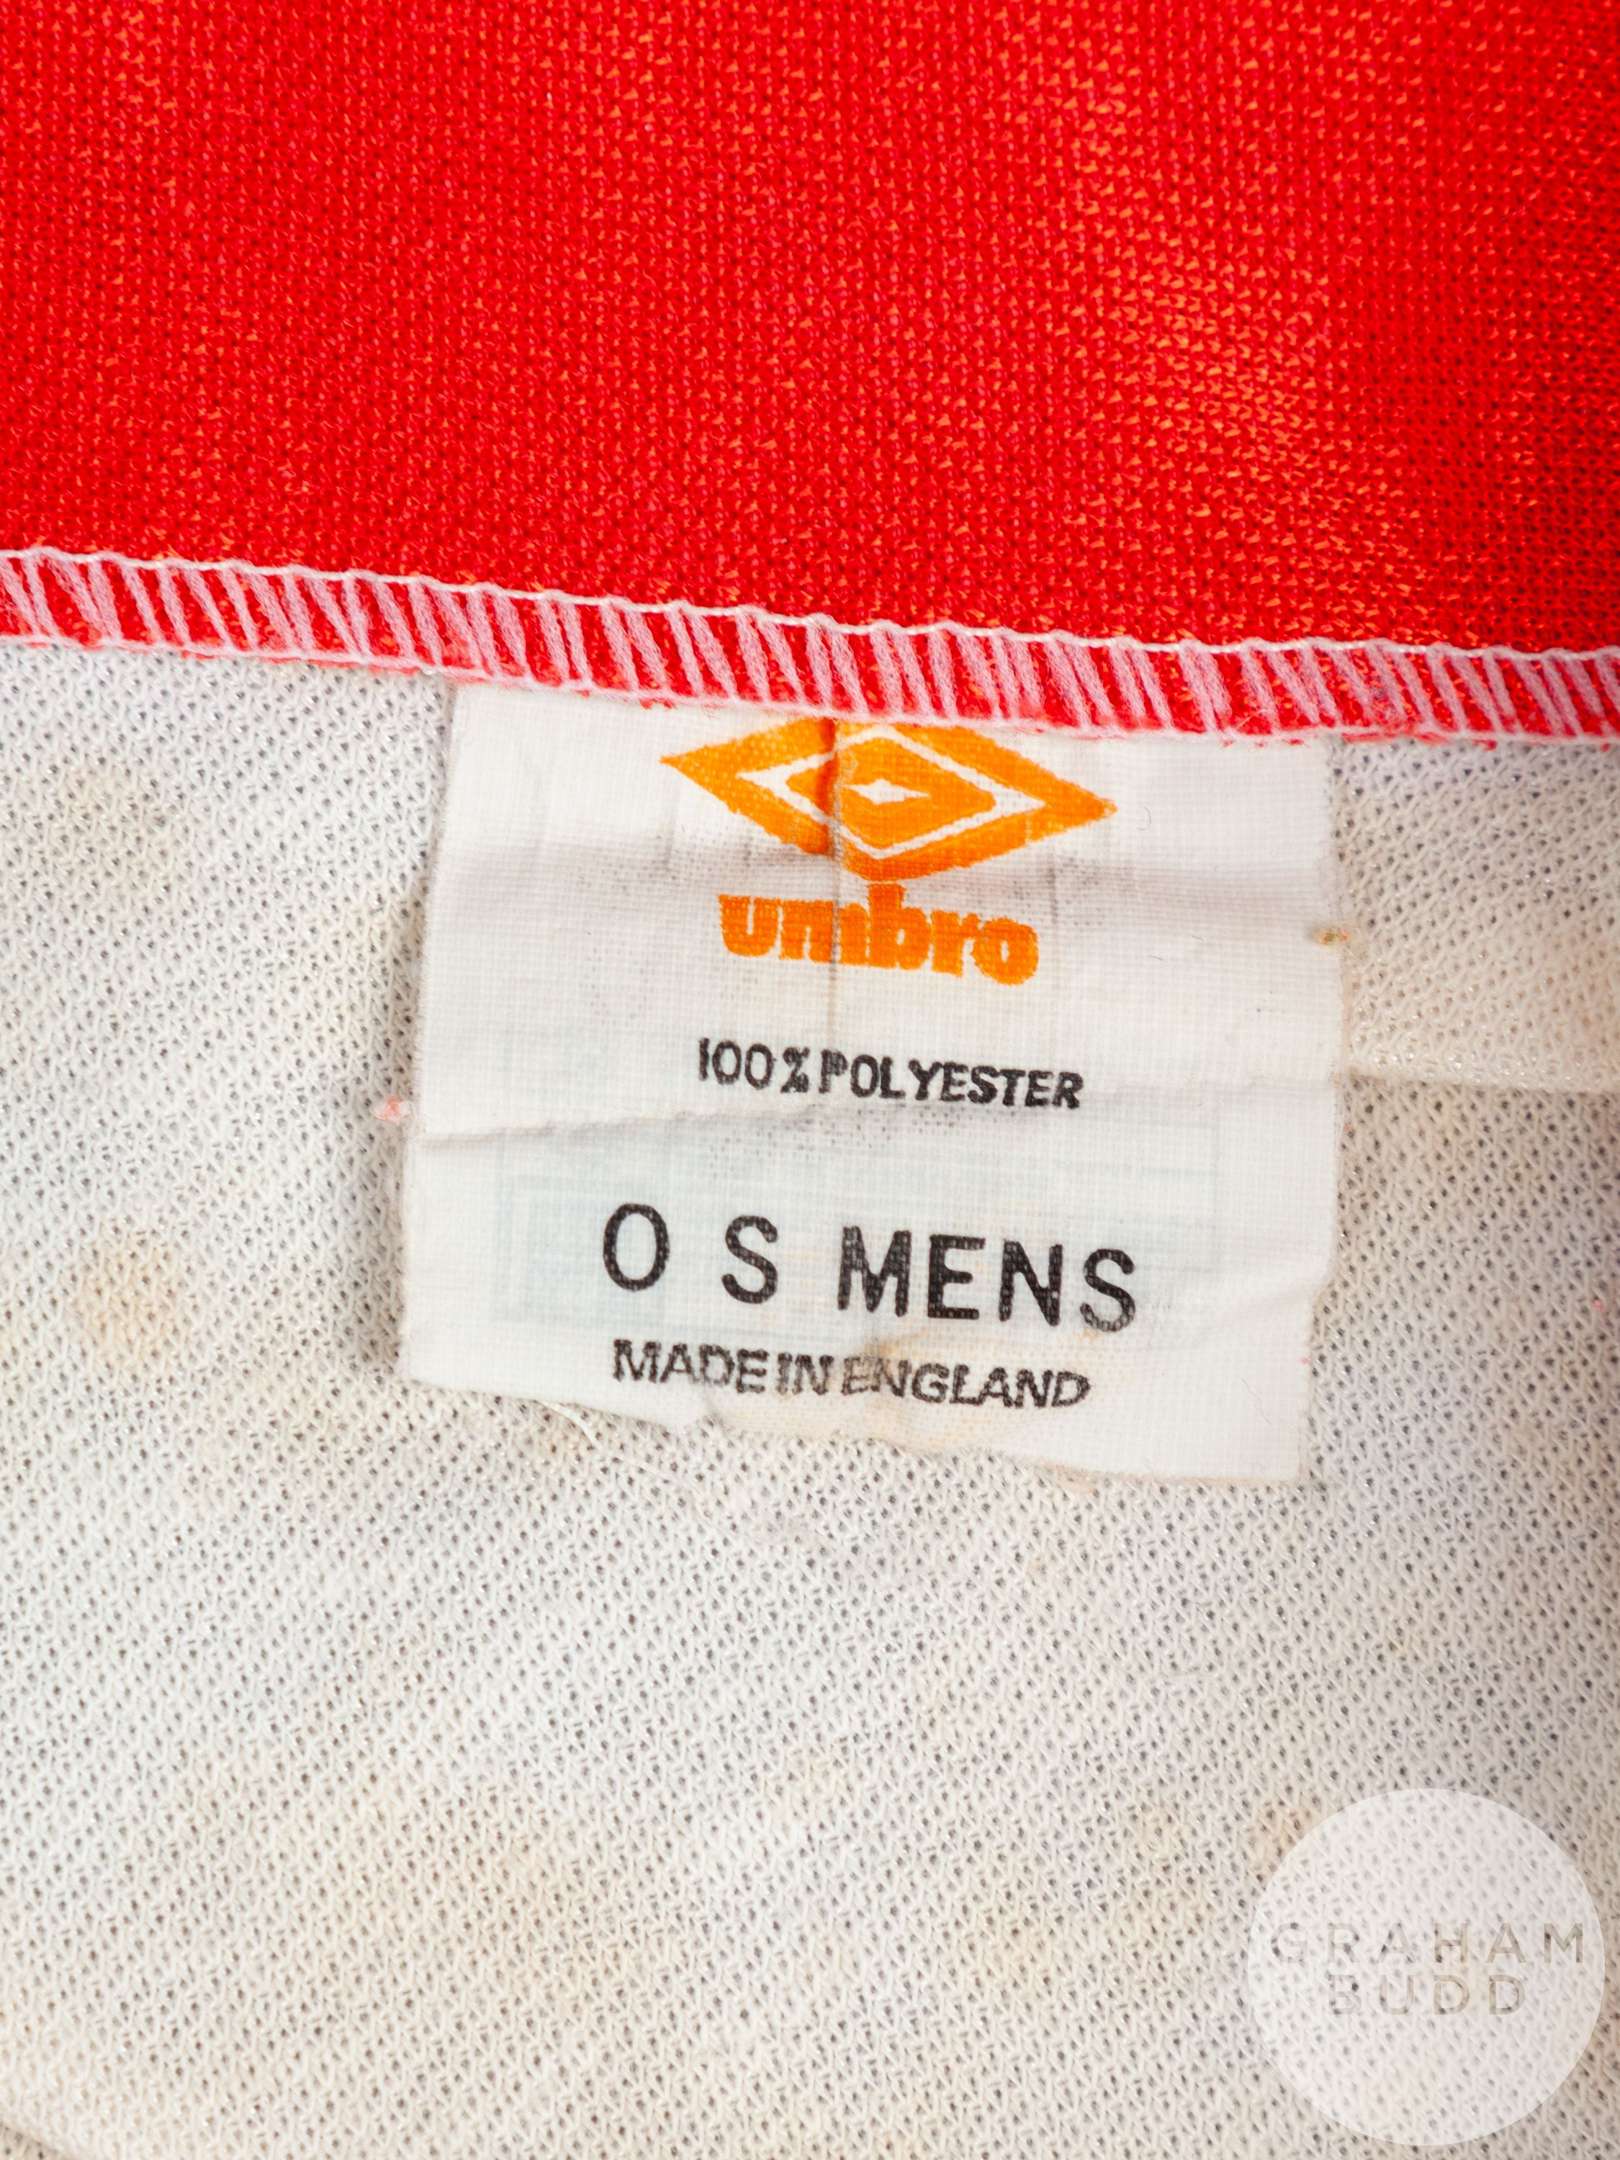 umbro
100% POLYESTER
O S MENS
MADE IN ENGLAND
GRAHAM
BUDD